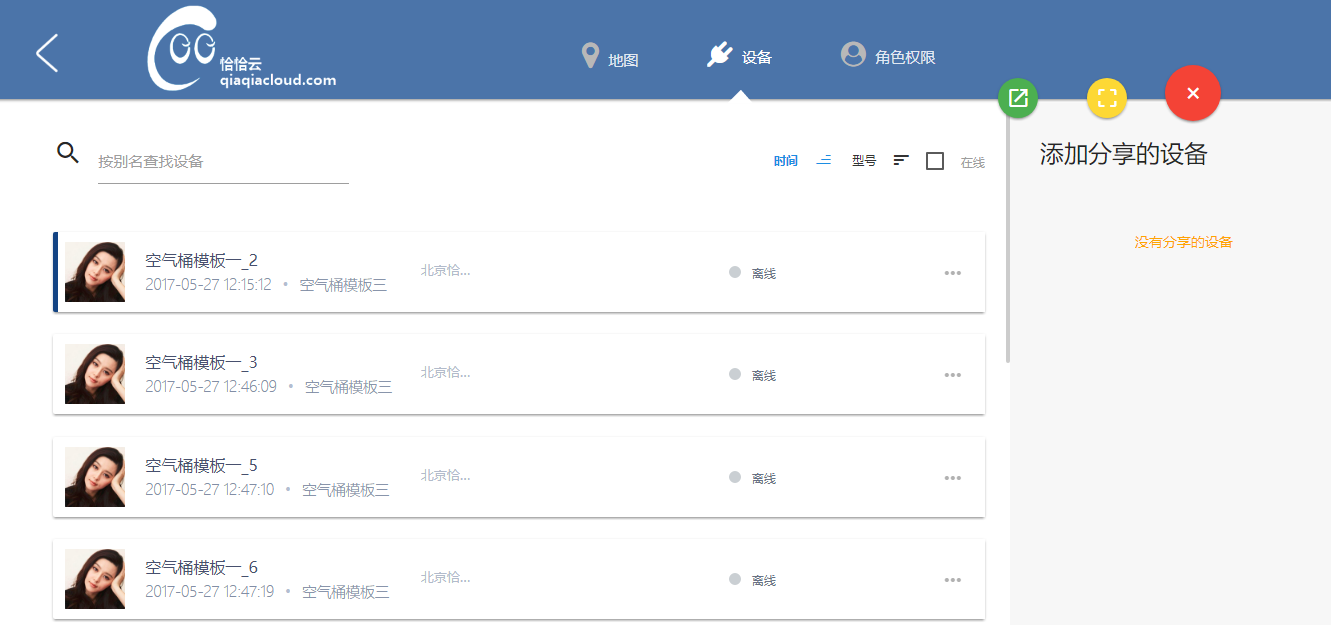 恰恰云
qiaqiacloud.com
地图
设备
角色权限
按别名查找设备
时间
型号
在线
添加分享的设备
没有分享的设备
空气桶模板一_2
北京恰...
离线
2017-05-27 12:15:12 • 空气桶模板三
空气桶模板一_3
北京恰...
离线
2017-05-27 12:46:09 • 空气桶模板三
空气桶模板一_5
北京恰...
离线
2017-05-27 12:47:10 • 空气桶模板三
空气桶模板一_6
北京恰...
离线
2017-05-27 12:47:19 • 空气桶模板三